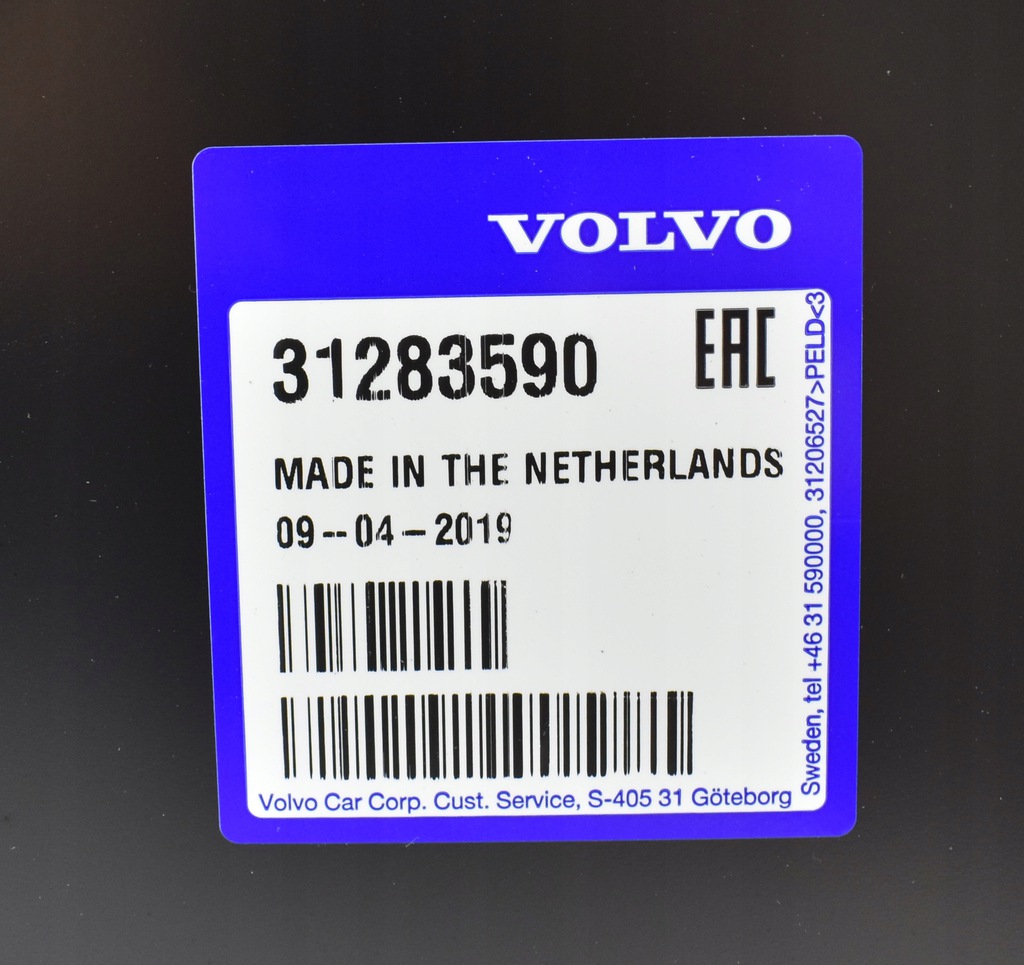 VOLVO
31283590
EAC
MADE IN THE NETHERLANDS
09--04-2019
Volvo Car Corp. Cust. Service, S-405 31 Göteborg
Sweden, tel +46 31 590000, 31206527>PELD<3